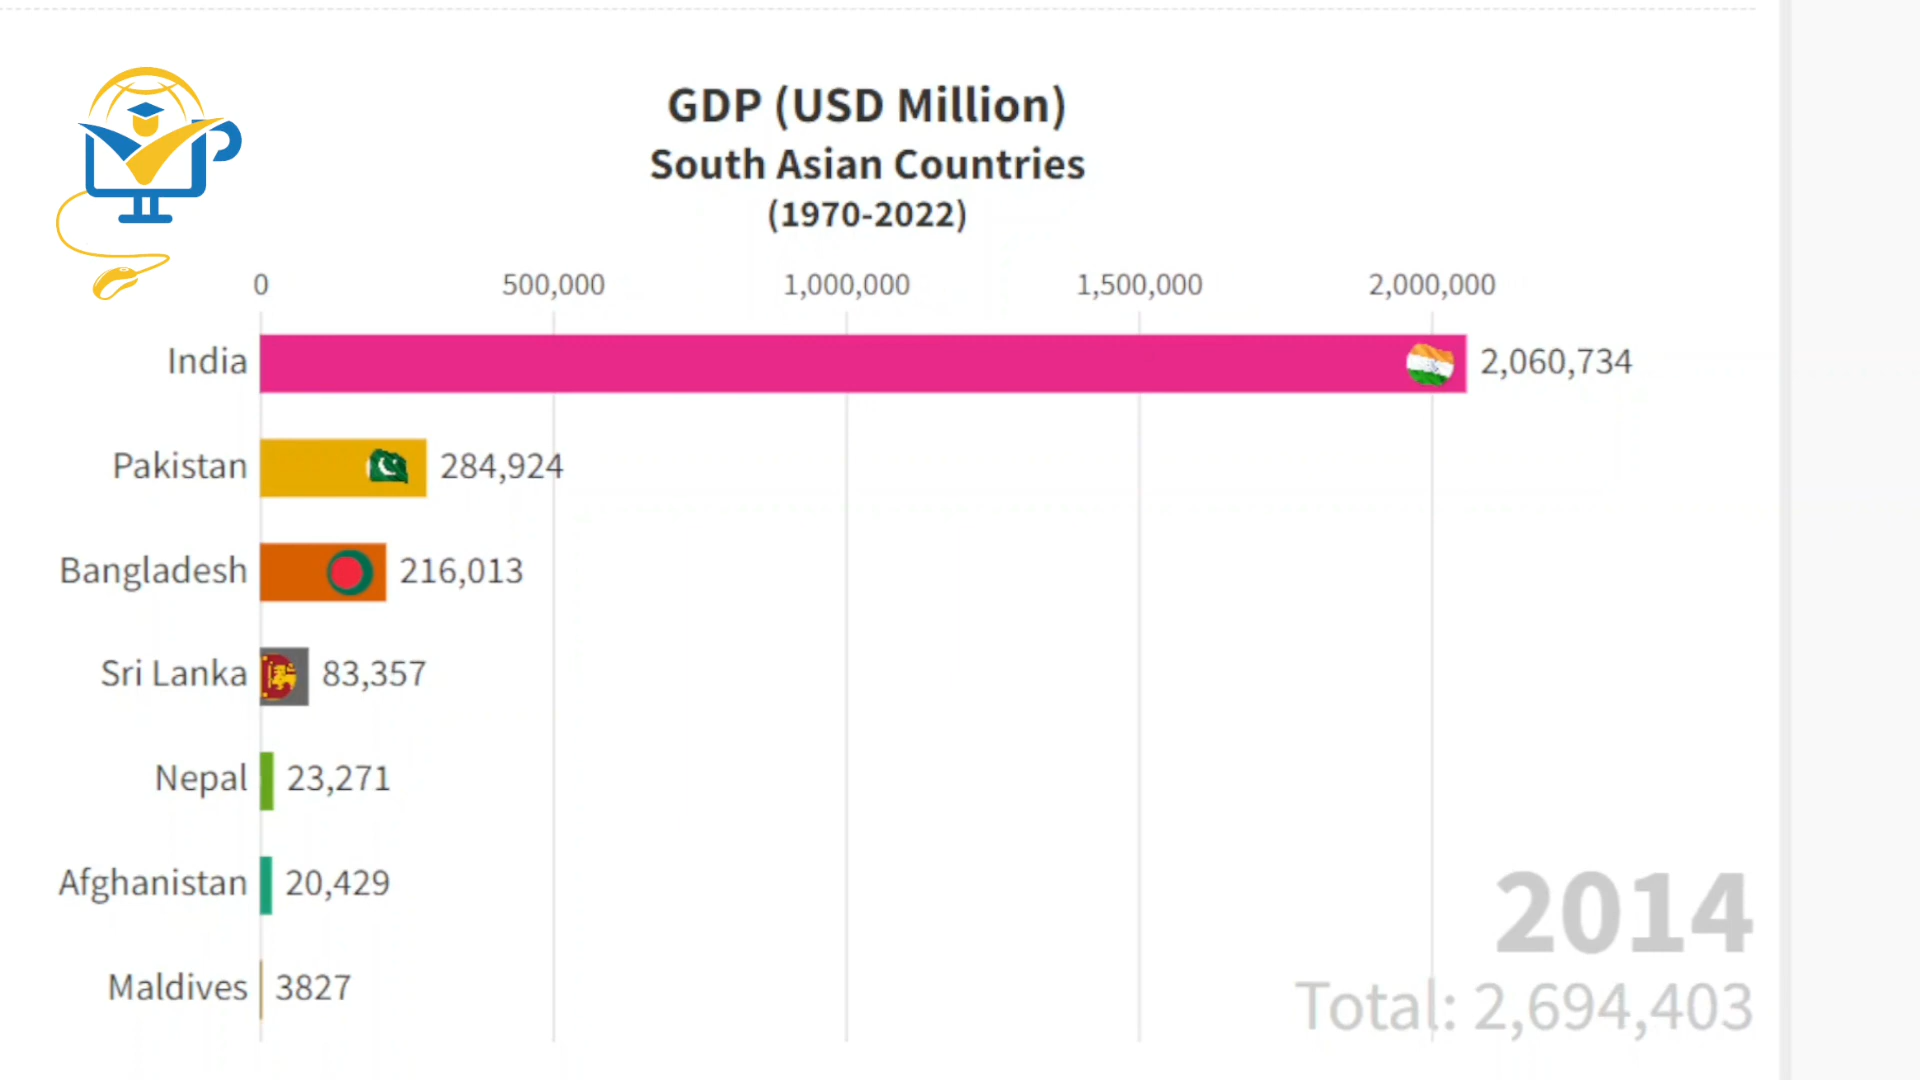 GDP (USD Million)
South Asian Countries
(1970-2022)
0 500,000 1,000,000 1,500,000 2,000,000
India 2,060,734
Pakistan 284,924
Bangladesh 216,013
Sri Lanka 83,357
Nepal 23,271
Afghanistan 20,429
Maldives 3827
2014
Total: 2,694,403